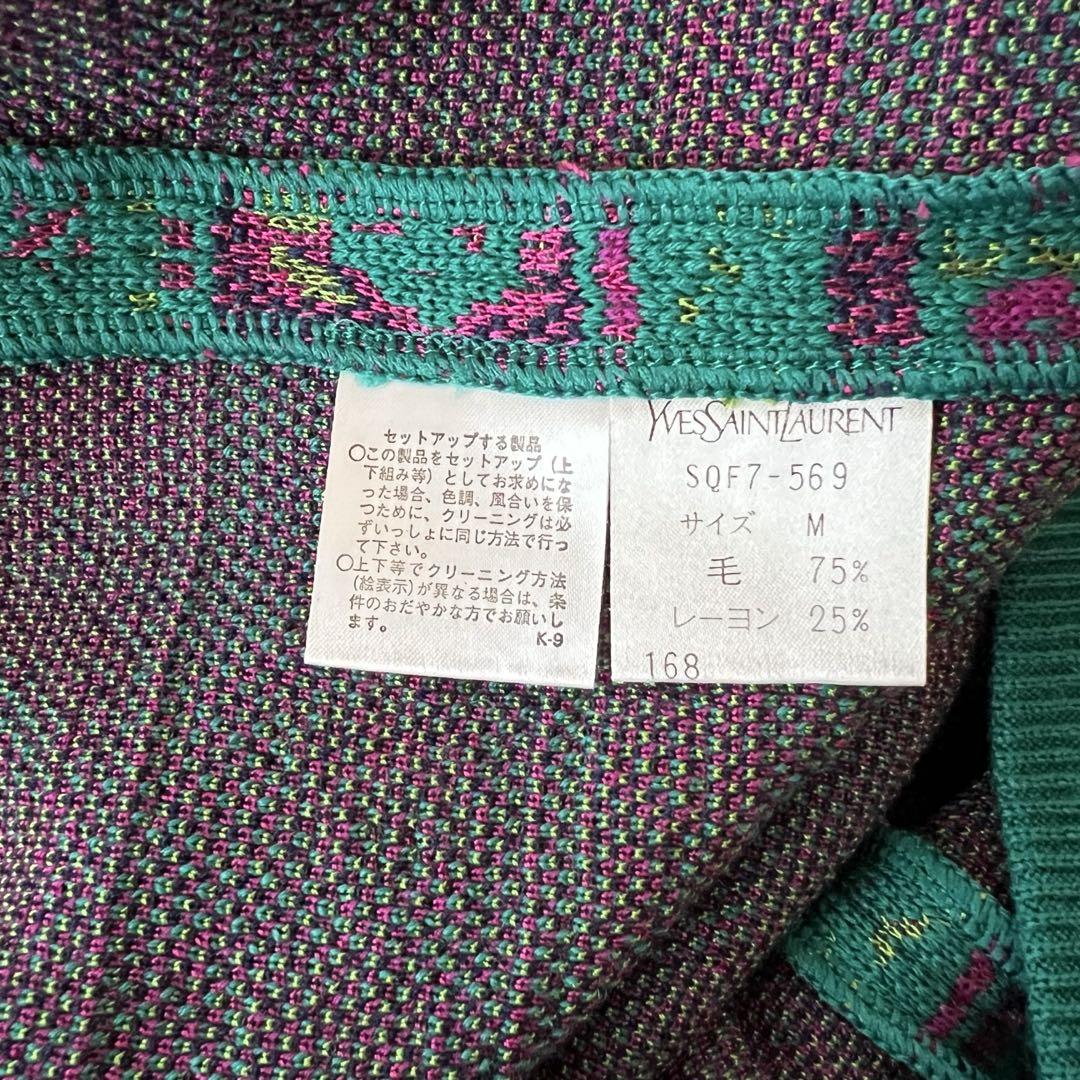 セットアップする製品
○この製品をセットアップ(上
下組み等)としてお求めにな
った場合、色調、風合いを保
つために、クリーニングは必
ずいっしょに同じ方法で行っ
て下さい。
○上下等でクリーニング方法
(絵表示)が異なる場合は、条
件のおだやかな方でお願いし
ます。
K-9
YVESSAINTLAURENT
SQF7-569
サイズ M
毛 75%
レーヨン 25%
168